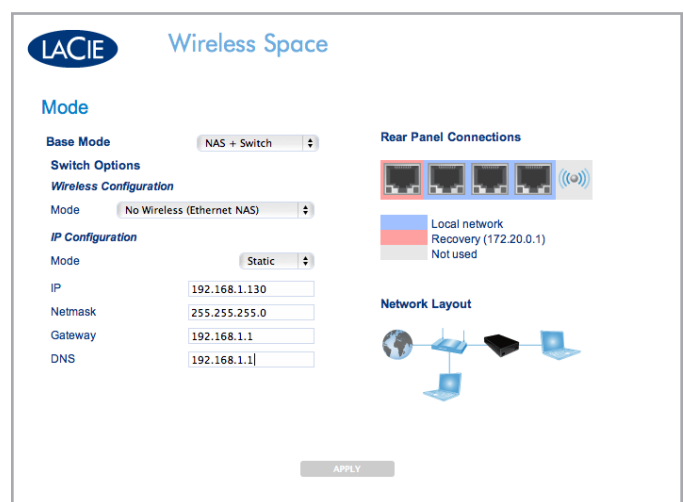 LACIE
Wireless Space
Mode
Base Mode NAS + Switch
Switch Options
Wireless Configuration
Mode No Wireless (Ethernet NAS)
IP Configuration
Mode Static
IP 192.168.1.130
Netmask 255.255.255.0
Gateway 192.168.1.1
DNS 192.168.1.1
Rear Panel Connections
Local network
Recovery (172.20.0.1)
Not used
Network Layout
APPLY